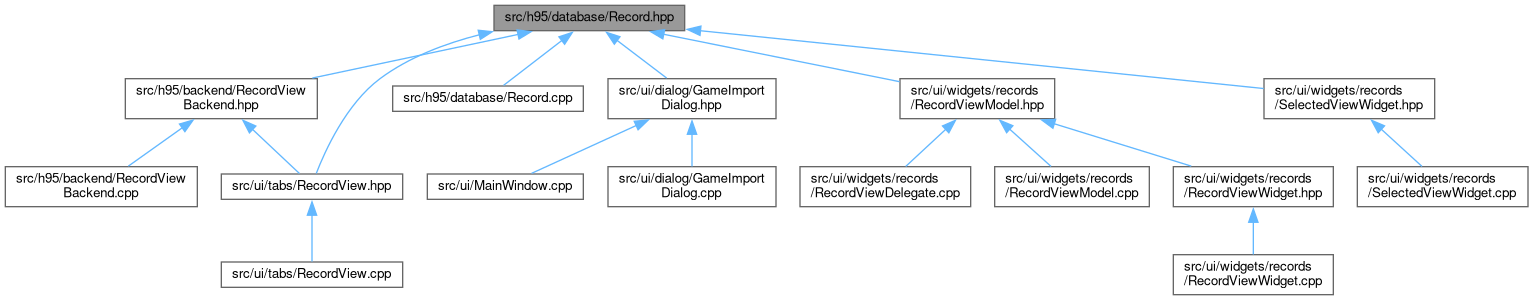 src/h95/database/Record.hpp
src/h95/backend/RecordView
Backend.hpp
src/h95/database/Record.cpp
src/ui/dialog/GameImport
Dialog.hpp
src/ui/widgets/records
/RecordViewModel.hpp
src/ui/widgets/records
/SelectedViewWidget.hpp
src/h95/backend/RecordView
Backend.cpp
src/ui/tabs/RecordView.hpp
src/ui/MainWindow.cpp
src/ui/dialog/GameImport
Dialog.cpp
src/ui/widgets/records
/RecordViewDelegate.cpp
src/ui/widgets/records
/RecordViewModel.cpp
src/ui/widgets/records
/RecordViewWidget.hpp
src/ui/widgets/records
/SelectedViewWidget.cpp
src/ui/tabs/RecordView.cpp
src/ui/widgets/records
/RecordViewWidget.cpp